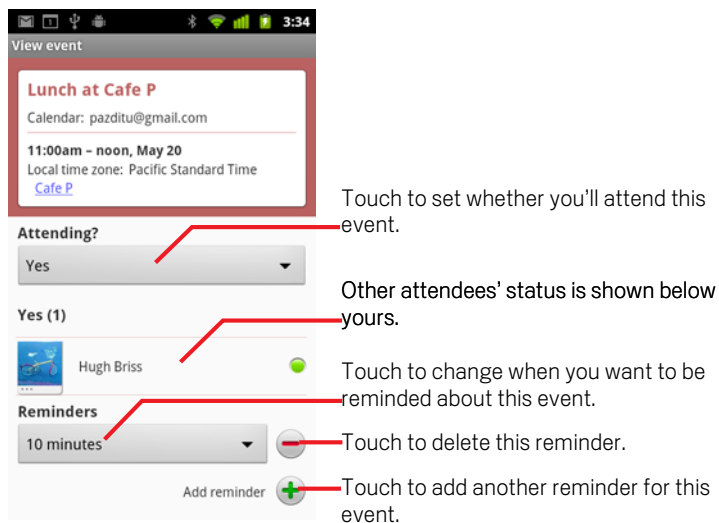 3:34
View event
Lunch at Cafe P
Calendar: pazditu@gmail.com
11:00am – noon, May 20
Local time zone: Pacific Standard Time
Cafe P
Attending?
Yes
Yes (1)
Hugh Briss
Reminders
10 minutes
Add reminder
Touch to set whether you'll attend this
event.
Other attendees' status is shown below
yours.
Touch to change when you want to be
reminded about this event.
Touch to delete this reminder.
Touch to add another reminder for this
event.